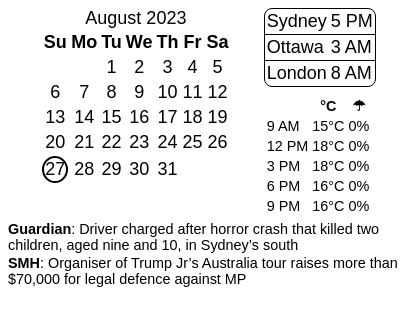 August 2023
Su Mo Tu We Th Fr Sa
1 2 3 4 5
6 7 8 9 10 11 12
13 14 15 16 17 18 19
20 21 22 23 24 25 26
27 28 29 30 31
Sydney 5 PM
Ottawa 3 AM
London 8 AM
°C ☂
9 AM 15°C 0%
12 PM 18°C 0%
3 PM 18°C 0%
6 PM 16°C 0%
9 PM 16°C 0%
Guardian: Driver charged after horror crash that killed two
children, aged nine and 10, in Sydney’s south
SMH: Organiser of Trump Jr’s Australia tour raises more than
$70,000 for legal defence against MP